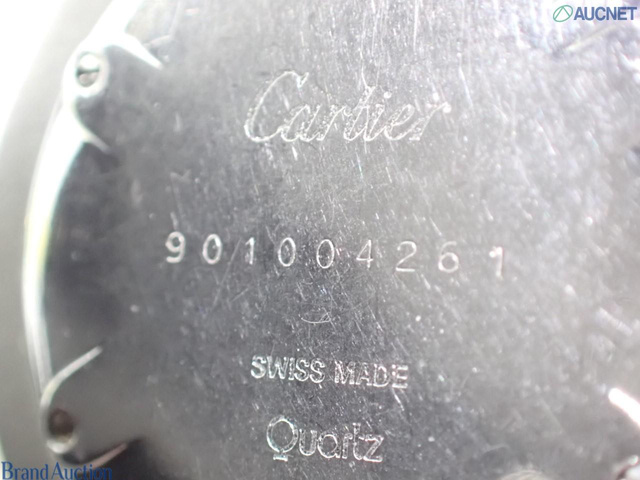 AUCNET
Cartier
901004261
SWISS MADE
Quartz
Brand Auction